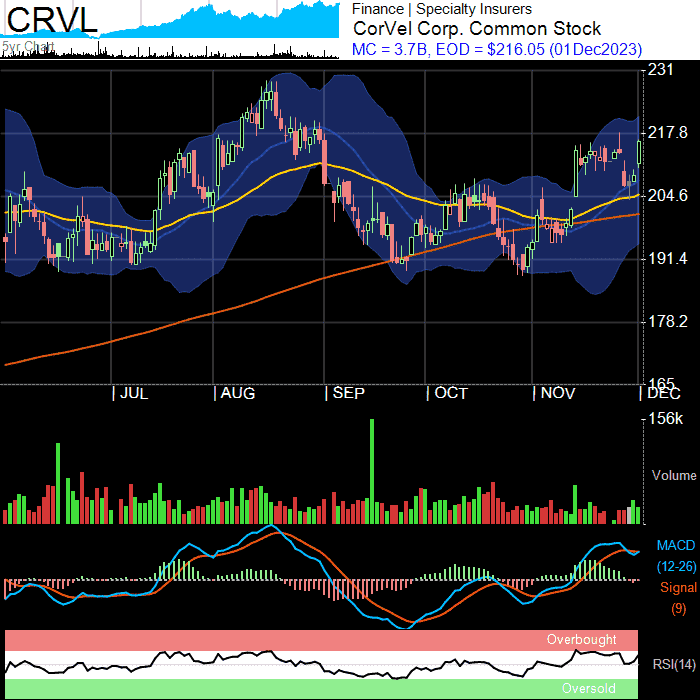 CRVL
5yr Chart
Finance | Specialty Insurers
CorVel Corp. Common Stock
MC = 3.7B, EOD = $216.05 (01Dec2023)
231
217.8
204.6
191.4
178.2
165
JUL
AUG
SEP
OCT
NOV
DEC
156k
Volume
MACD
(12-26)
Signal
(9)
Overbought
RSI(14)
Oversold